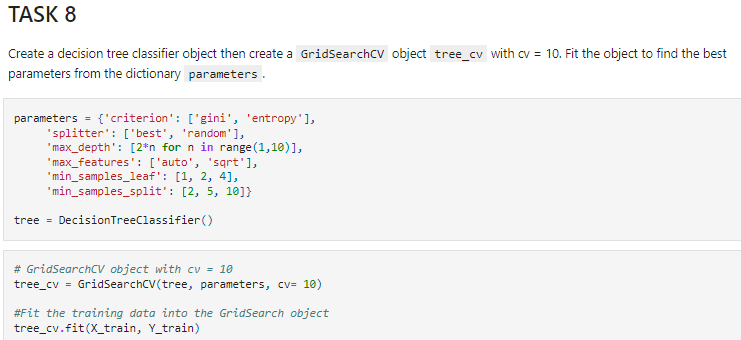 TASK 8
Create a decision tree classifier object then create a GridSearchCV object tree_cv with cv = 10. Fit the object to find the best
parameters from the dictionary parameters.
parameters = {'criterion': ['gini', 'entropy'],
'splitter': ['best', 'random'],
'max_depth': [2*n for n in range(1,10)],
'max_features': ['auto', 'sqrt'],
'min_samples_leaf': [1, 2, 4],
'min_samples_split': [2, 5, 10]}
tree = DecisionTreeClassifier()
# GridSearchCV object with cv = 10
tree_cv = GridSearchCV(tree, parameters, cv= 10)
#Fit the training data into the GridSearch object
tree_cv.fit(X_train, Y_train)